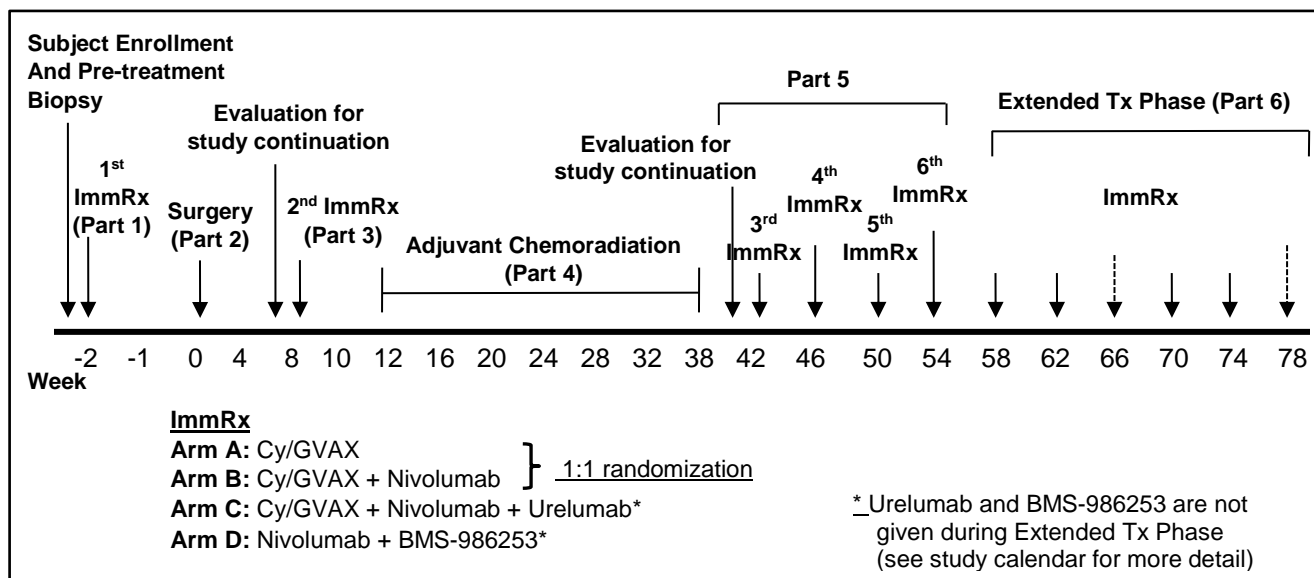 Subject Enrollment
And Pre-treatment
Biopsy
1st
ImmRx
(Part 1)
Surgery
(Part 2)
Evaluation for
study continuation
2nd ImmRx
(Part 3)
Adjuvant Chemoradiation
(Part 4)
Evaluation for
study continuation
Part 5
3rd
ImmRx
4th
ImmRx
5th
ImmRx
6th
ImmRx
Extended Tx Phase (Part 6)
ImmRx
-2 -1 0 4 8 10 12 16 20 24 28 32 38 42 46 50 54 58 62 66 70 74 78
Week
ImmRx
Arm A: Cy/GVAX
Arm B: Cy/GVAX + Nivolumab
1:1 randomization
Arm C: Cy/GVAX + Nivolumab + Urelumab*
Arm D: Nivolumab + BMS-986253*
* Urelumab and BMS-986253 are not
given during Extended Tx Phase
(see study calendar for more detail)